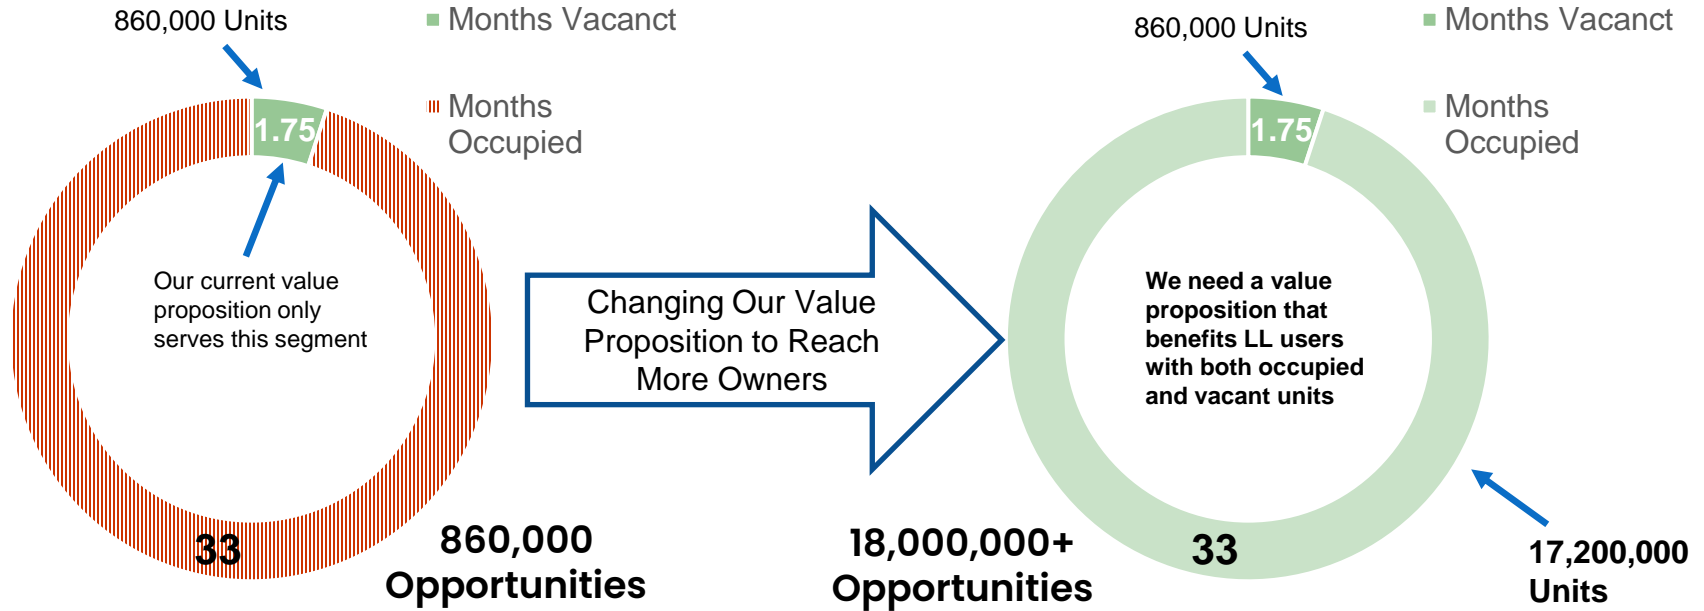 860,000 Units
Months Vacanct
Months
Occupied
1.75
Our current value
proposition only
serves this segment
33
860,000
Opportunities
Changing Our Value
Proposition to Reach
More Owners
860,000 Units
Months Vacanct
Months
Occupied
1.75
We need a value
proposition that
benefits LL users
with both occupied
and vacant units
33
18,000,000+
Opportunities
17,200,000
Units